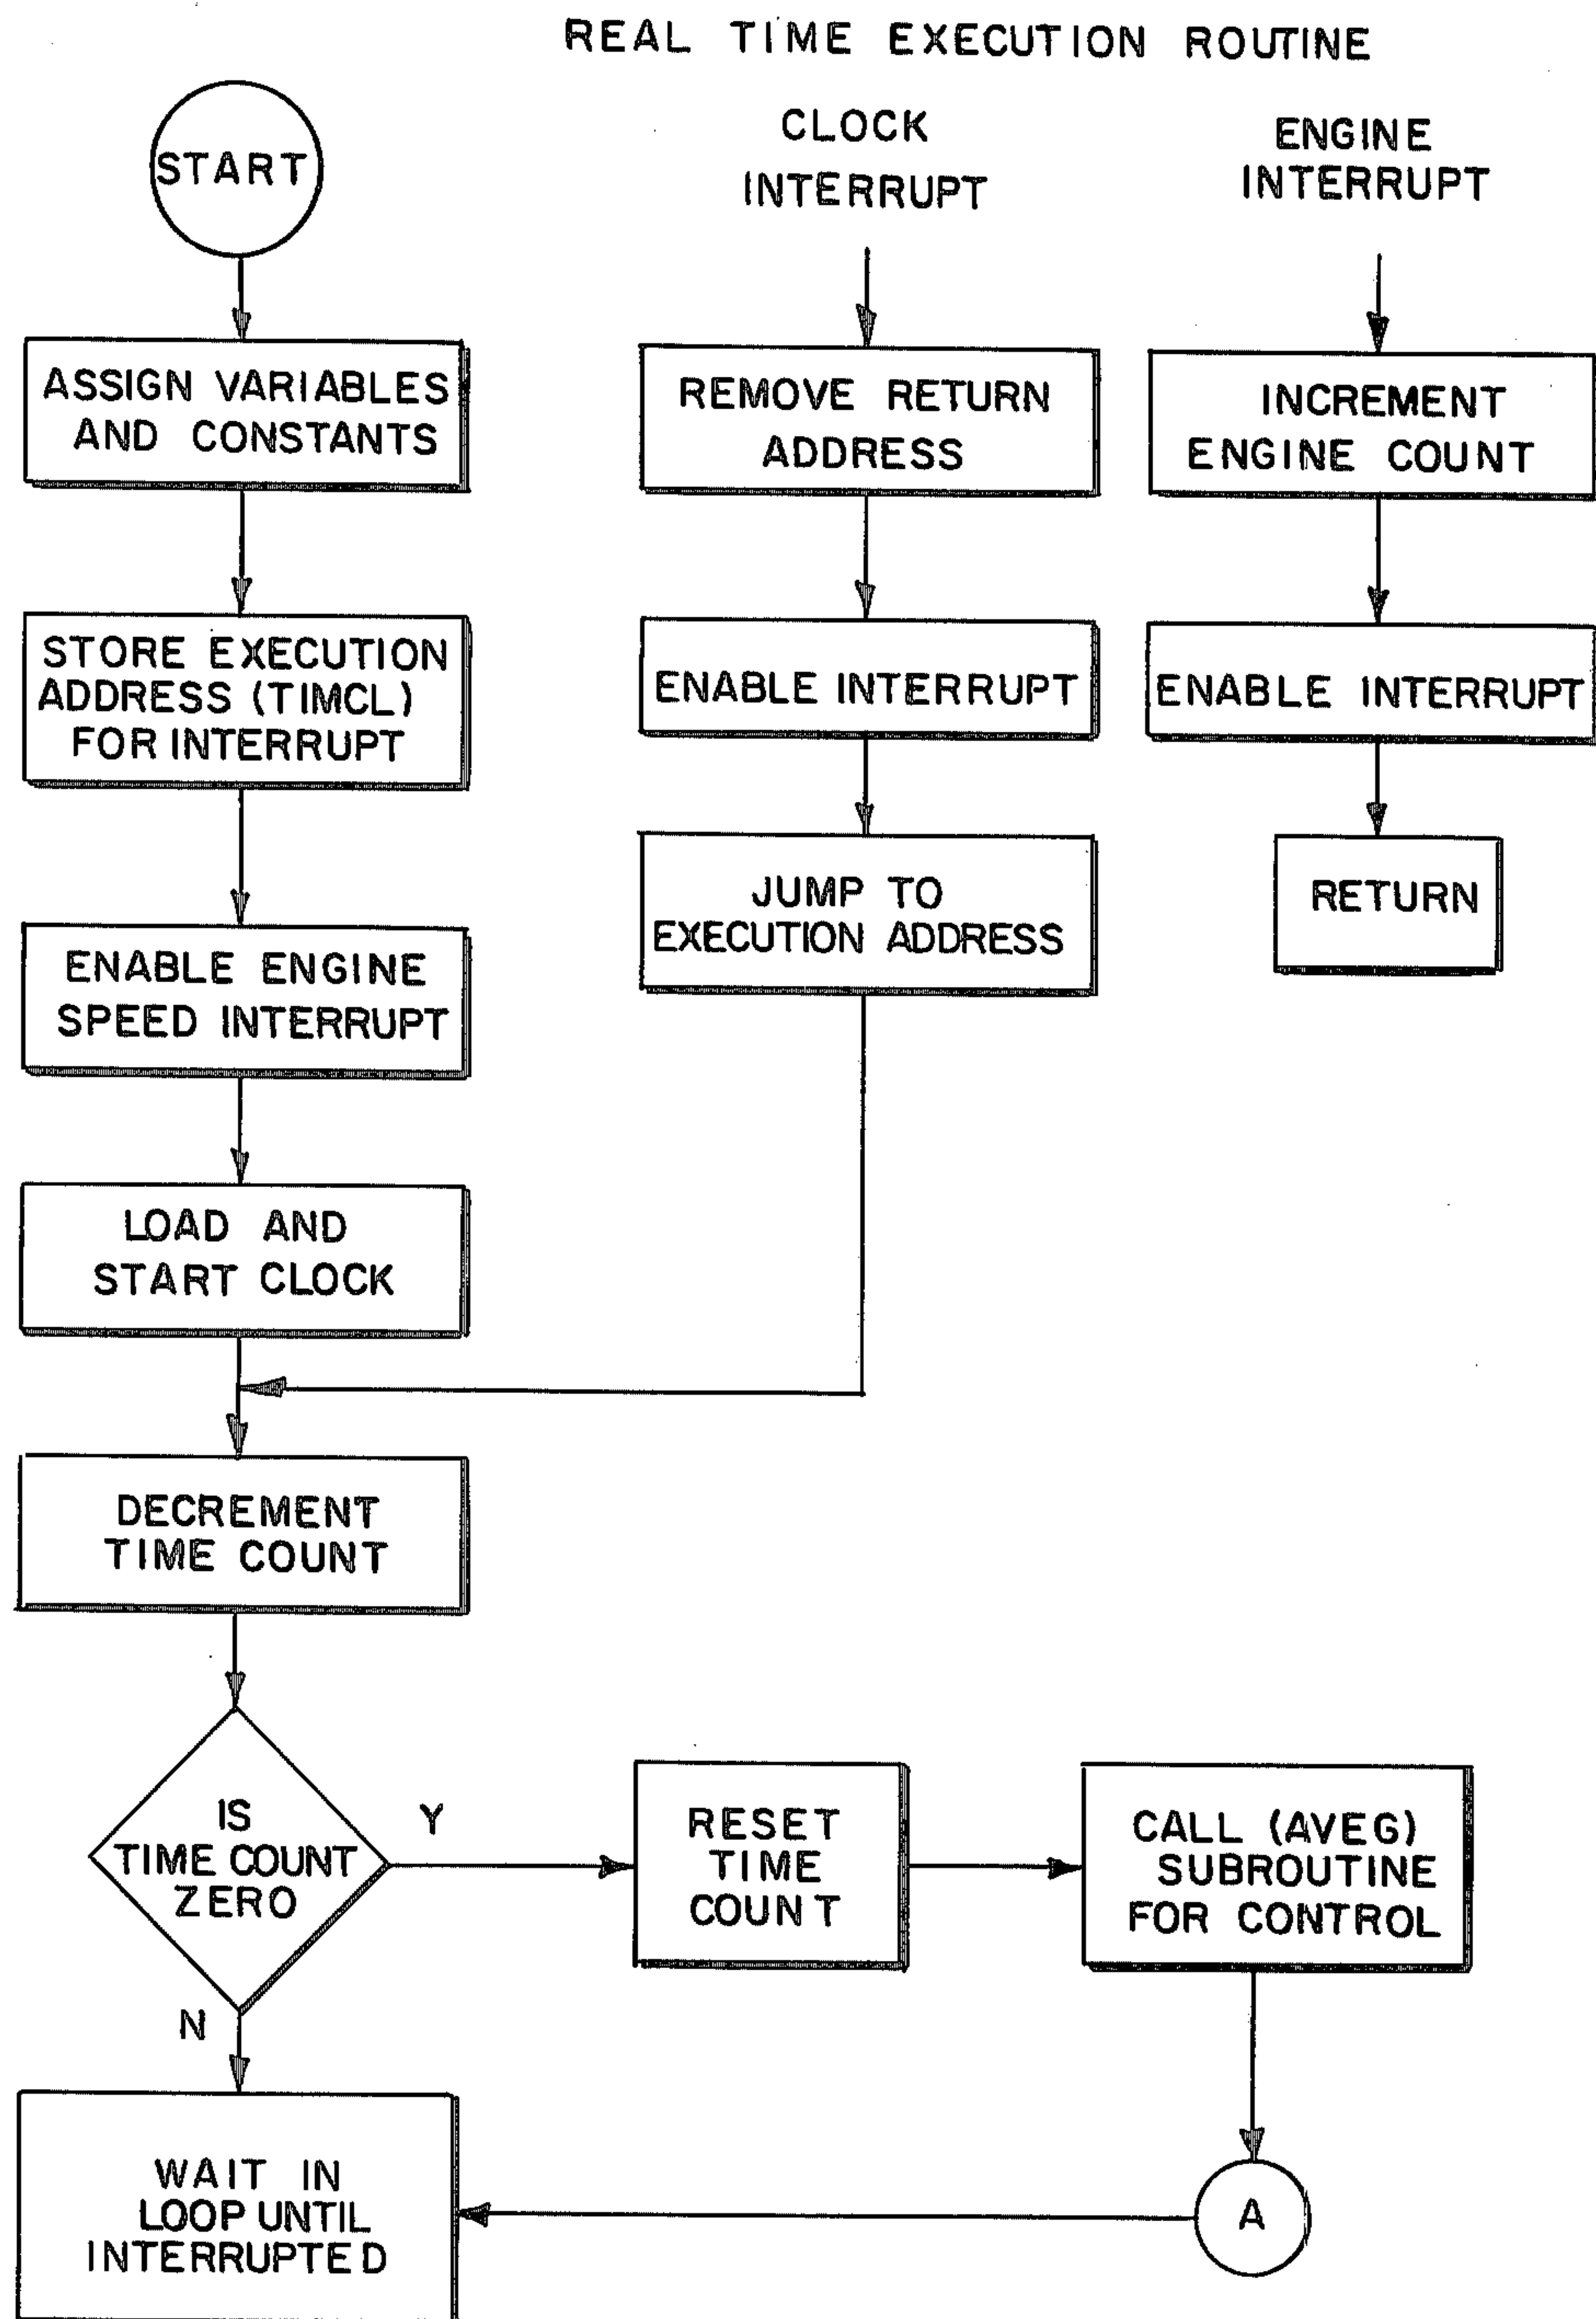 REAL TIME EXECUTION ROUTINE
START
ASSIGN VARIABLES
AND CONSTANTS
STORE EXECUTION
ADDRESS (TIMCL)
FOR INTERRUPT
ENABLE ENGINE
SPEED INTERRUPT
LOAD AND
START CLOCK
DECREMENT
TIME COUNT
IS
TIME COUNT
ZERO
Y
N
RESET
TIME
COUNT
CALL (AVEG)
SUBROUTINE
FOR CONTROL
A
WAIT IN
LOOP UNTIL
INTERRUPTED
CLOCK
INTERRUPT
REMOVE RETURN
ADDRESS
ENABLE INTERRUPT
JUMP TO
EXECUTION ADDRESS
ENGINE
INTERRUPT
INCREMENT
ENGINE COUNT
ENABLE INTERRUPT
RETURN